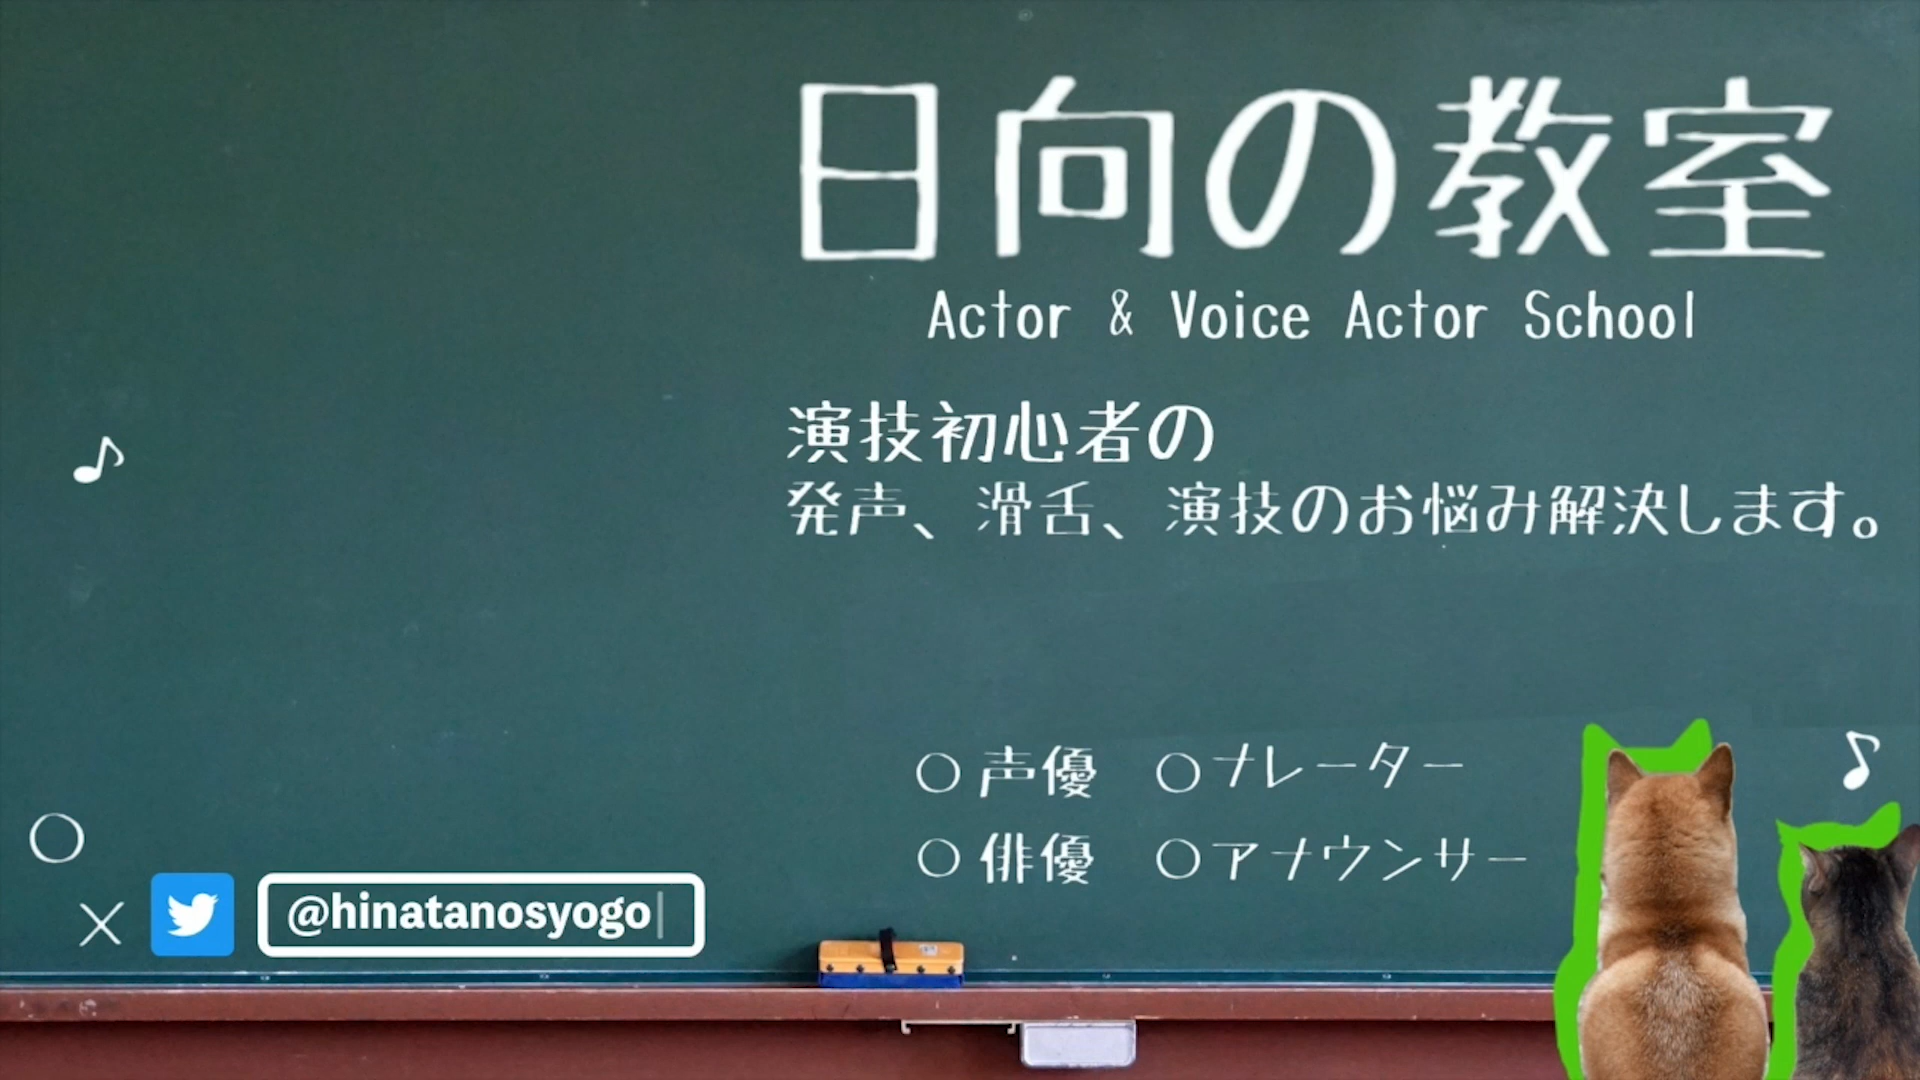 日向の教室
Actor & Voice Actor School
演技初心者の
発声、滑舌、演技のお悩み解決します。
○声優 ○ナレーター
○俳優 ○アナウンサー
@hinatanosyogo